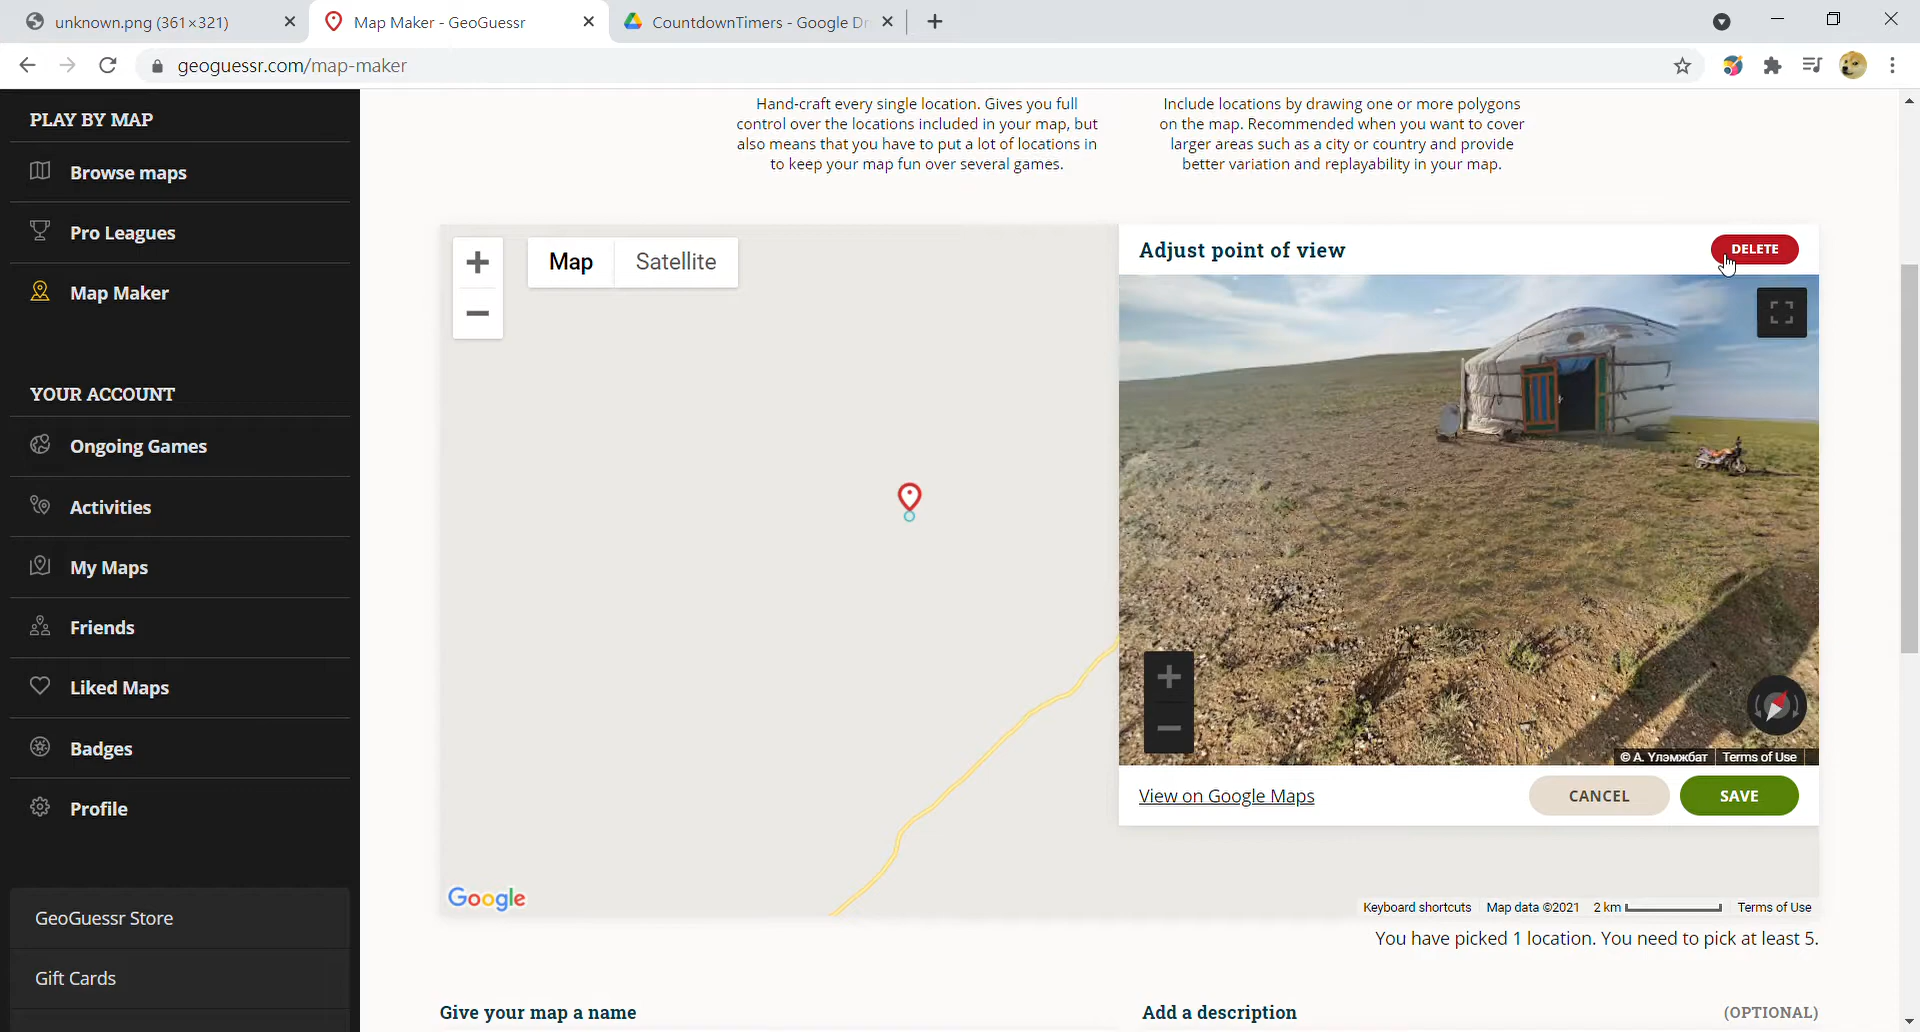 unknown.png (361×321)
Map Maker - GeoGuessr
CountdownTimers - Google Dr
geoguessr.com/map-maker
PLAY BY MAP
Browse maps
Pro Leagues
Map Maker
YOUR ACCOUNT
Ongoing Games
Activities
My Maps
Friends
Liked Maps
Badges
Profile
GeoGuessr Store
Gift Cards
Hand-craft every single location. Gives you full
control over the locations included in your map, but
also means that you have to put a lot of locations in
to keep your map fun over several games.
Include locations by drawing one or more polygons
on the map. Recommended when you want to cover
larger areas such as a city or country and provide
better variation and replayability in your map.
Map
Satellite
Adjust point of view
DELETE
© А. Улэмжбат
Terms of Use
View on Google Maps
CANCEL
SAVE
Google
Keyboard shortcuts
Map data ©2021
2 km
Terms of Use
You have picked 1 location. You need to pick at least 5.
Give your map a name
Add a description
(OPTIONAL)